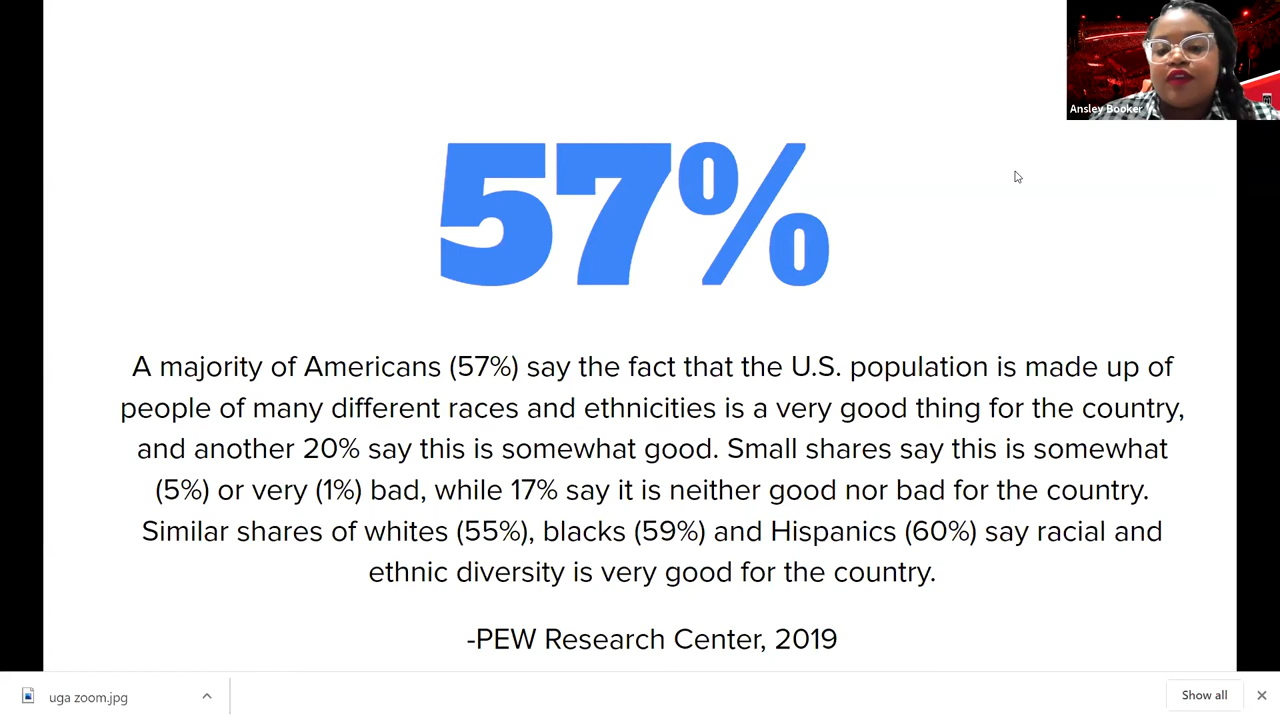 Ansley Booker
57%
A majority of Americans (57%) say the fact that the U.S. population is made up of
people of many different races and ethnicities is a very good thing for the country,
and another 20% say this is somewhat good. Small shares say this is somewhat
(5%) or very (1%) bad, while 17% say it is neither good nor bad for the country.
Similar shares of whites (55%), blacks (59%) and Hispanics (60%) say racial and
ethnic diversity is very good for the country.
-PEW Research Center, 2019
uga zoom.jpg
Show all